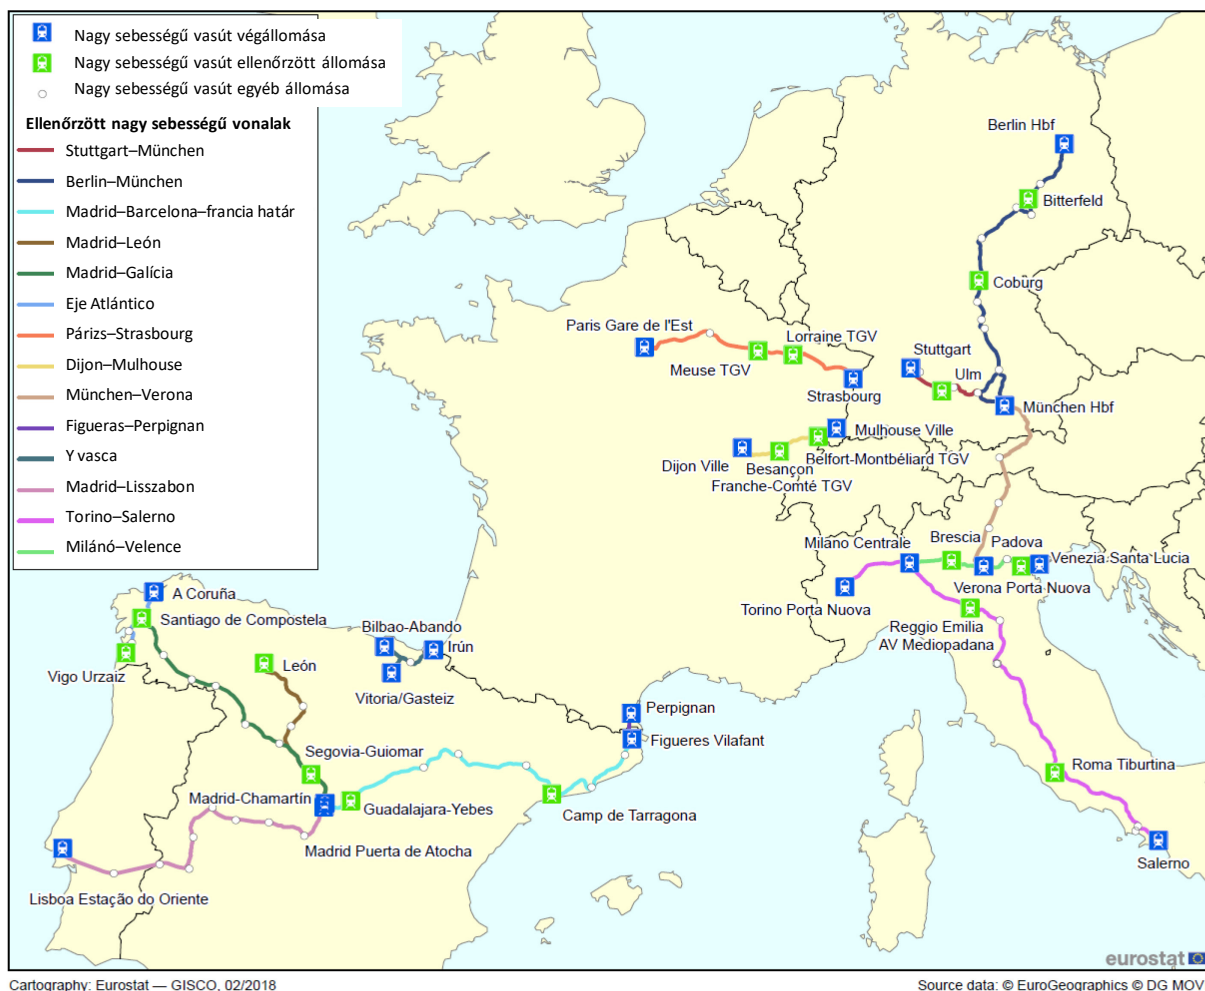 Nagy sebességű vasút végállomása
Nagy sebességű vasút ellenőrzött állomása
Nagy sebességű vasút egyéb állomása
Ellenőrzött nagy sebességű vonalak
Stuttgart–München
Berlin–München
Madrid–Barcelona–francia határ
Madrid–León
Madrid–Galícia
Eje Atlántico
Párizs–Strasbourg
Dijon–Mulhouse
München–Verona
Figueras–Perpignan
Y vasca
Madrid–Lisszabon
Torino–Salerno
Milánó–Velence
Berlin Hbf
Bitterfeld
Coburg
Paris Gare de l'Est
Lorraine TGV
Meuse TGV
Strasbourg
Stuttgart
Ulm
München Hbf
Mulhouse Ville
Dijon Ville
Belfort-Montbéliard TGV
Besançon
Franche-Comté TGV
Milano Centrale
Brescia
Padova
Venezia Santa Lucia
Verona Porta Nuova
Torino Porta Nuova
Reggio Emilia
AV Mediopadana
A Coruña
Santiago de Compostela
Vigo Urzaiz
León
Bilbao-Abando
Irún
Vitoria/Gasteiz
Perpignan
Figueres Vilafant
Segovia-Guiomar
Madrid-Chamartín
Guadalajara-Yebes
Camp de Tarragona
Madrid Puerta de Atocha
Lisboa Estação do Oriente
Roma Tiburtina
Salerno
eurostat
Cartography: Eurostat — GISCO, 02/2018
Source data: © EuroGeographics © DG MOV